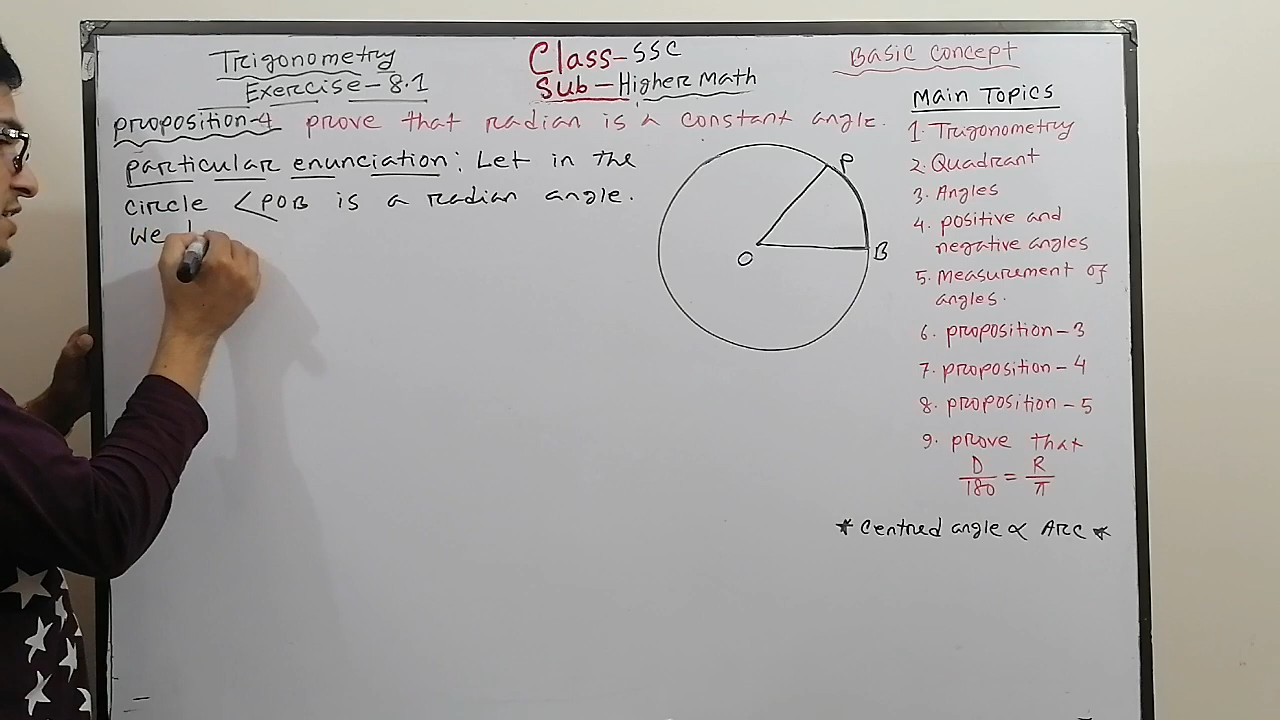 Trigonometry
Exercise-8.1
Class-SSC
Sub-Higher Math
Basic Concept
proposition-4 prove that radian is a constant angle.
particular enunciation: Let in the
circle <POB is a radian angle.
We
P
O
B
Main Topics
1. Trigonometry
2. Quadrant
3. Angles
4. positive and
negative angles
5. Measurement of
angles.
6. proposition-3
7. proposition-4
8. proposition-5
9. prove that
D/180 = R/π
* Centred angle ∝ Arc *